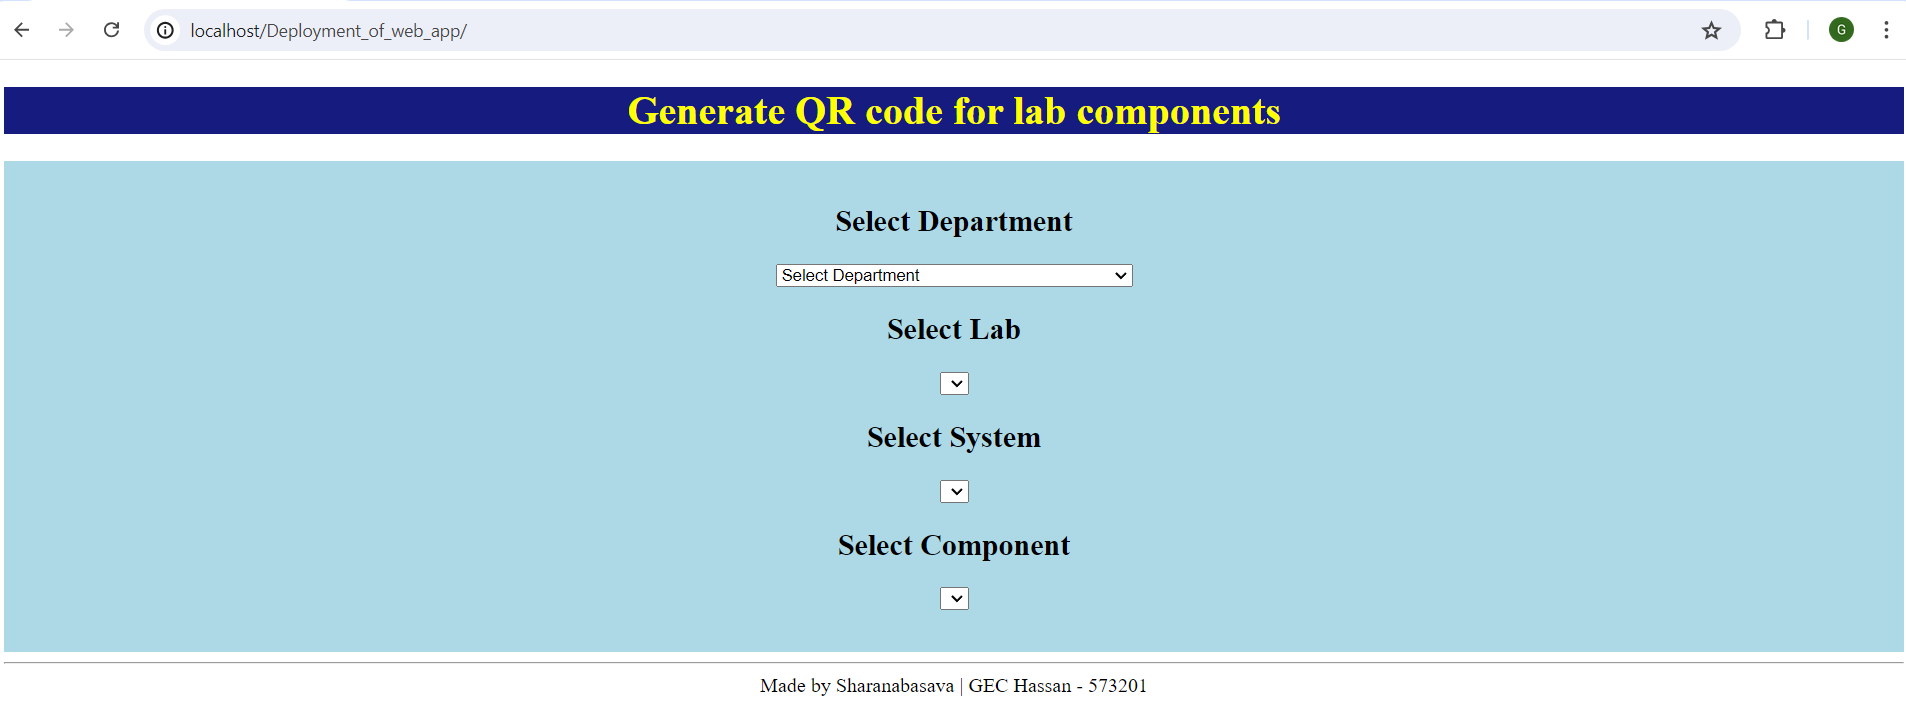 localhost/Deployment_of_web_app/
G
Generate QR code for lab components
Select Department
Select Department
Select Lab
Select System
Select Component
Made by Sharanabasava | GEC Hassan - 573201